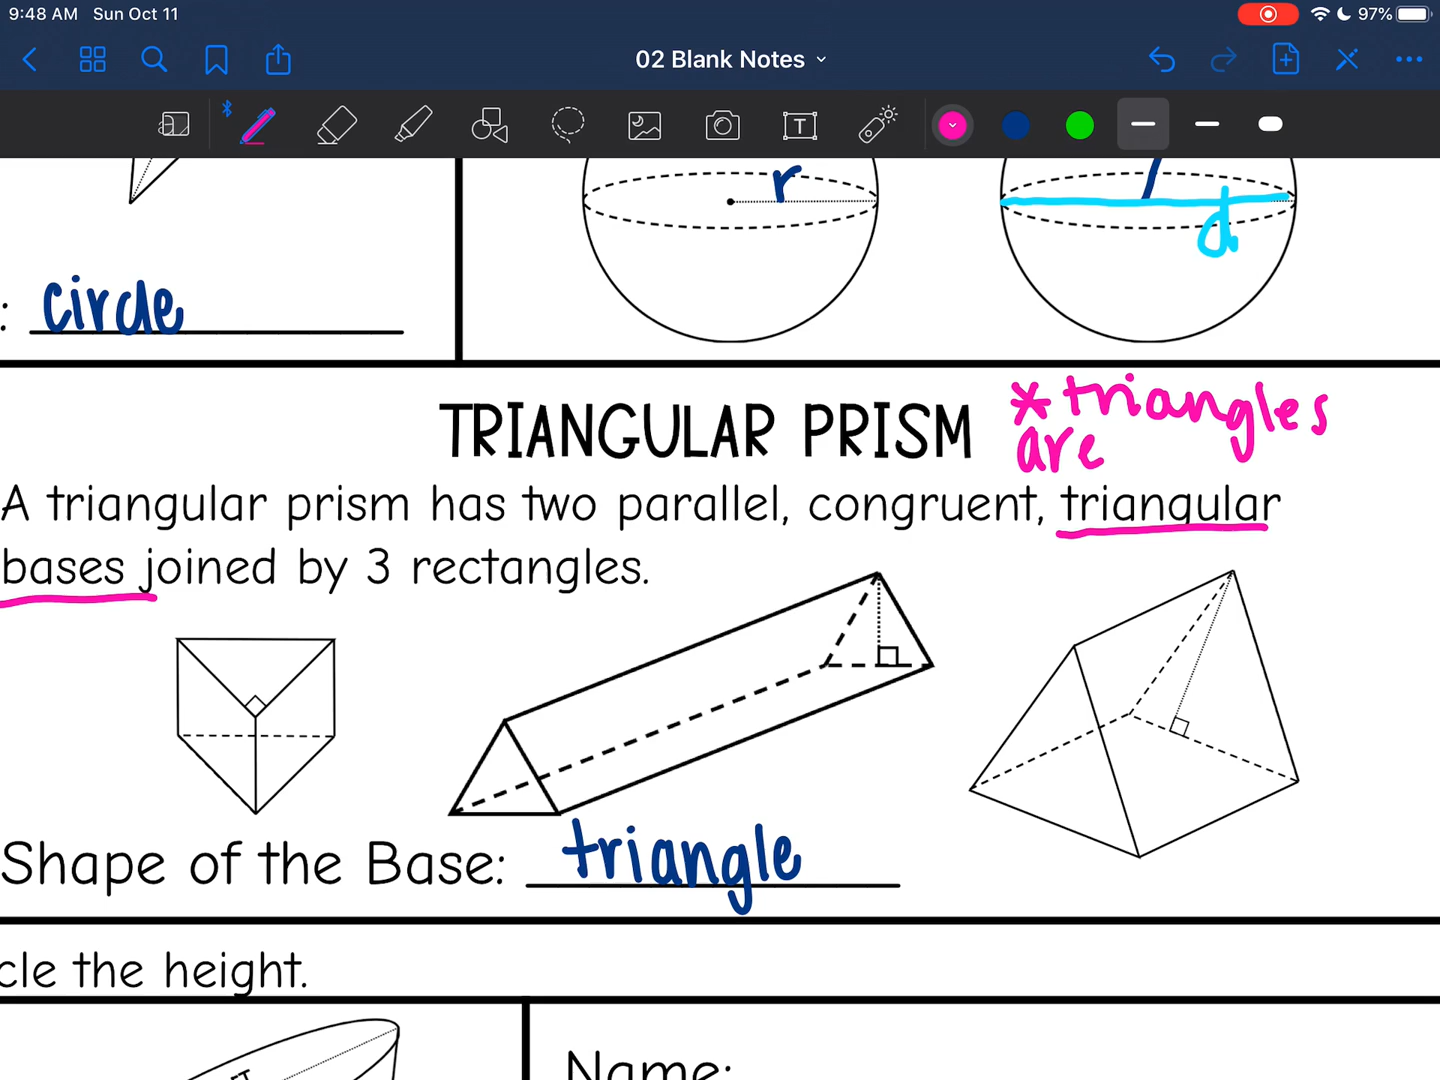 9:48 AM Sun Oct 11
97%
02 Blank Notes
T
r
d
: circle
TRIANGULAR PRISM
*triangles
are
A triangular prism has two parallel, congruent, triangular
bases joined by 3 rectangles.
Shape of the Base: triangle
cle the height.
Name: